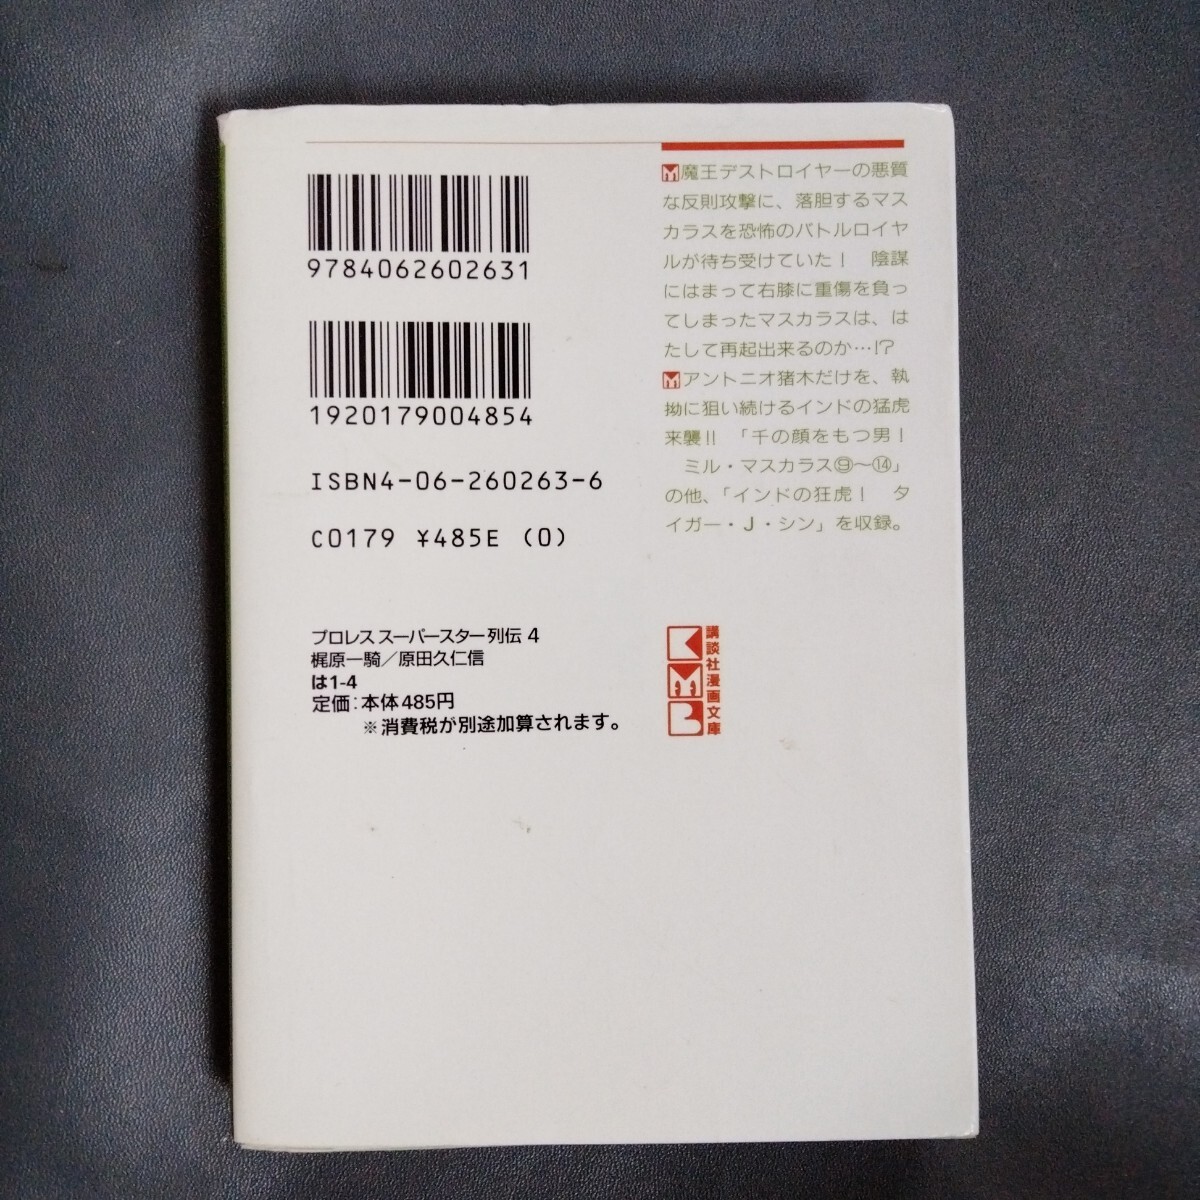 9784062602631
1920179004854
ISBN4-06-260263-6
C0179 ¥485E (0)
魔王デストロイヤーの悪質
な反則攻撃に、落胆するマス
カラスを恐怖のバトルロイヤ
ルが待ち受けていた！　陰謀
にはまって右膝に重傷を負っ
てしまったマスカラスは、は
たして再起出来るのか…!?
アントニオ猪木だけを、執
拗に狙い続けるインドの猛虎
来襲!!　「千の顔をもつ男！
ミル・マスカラス⑨〜⑭」
の他、「インドの狂虎！　タ
イガー・J・シン」を収録。
プロレススーパースター列伝 4
梶原一騎／原田久仁信
は1-4
定価：本体485円
※消費税が別途加算されます。
KMB
講談社漫画文庫